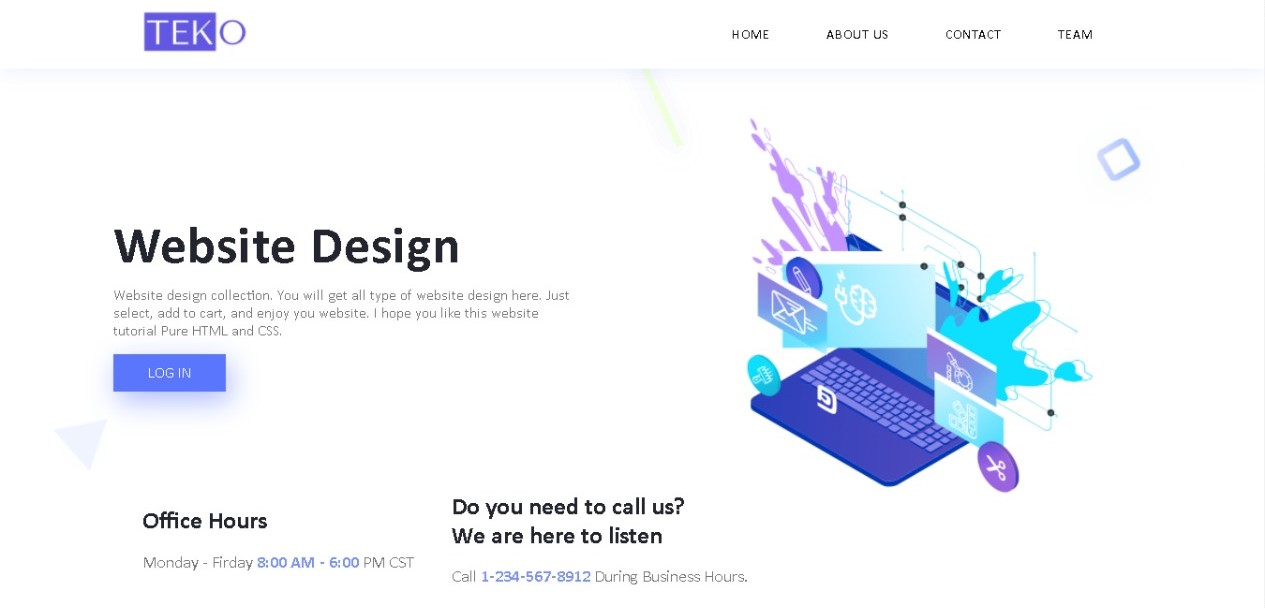 TEKO
HOME ABOUT US CONTACT TEAM
Website Design
Website design collection. You will get all type of website design here. Just
select, add to cart, and enjoy you website. I hope you like this website
tutorial Pure HTML and CSS.
LOG IN
Office Hours
Monday - Firday 8:00 AM - 6:00 PM CST
Do you need to call us?
We are here to listen
Call 1-234-567-8912 During Business Hours.